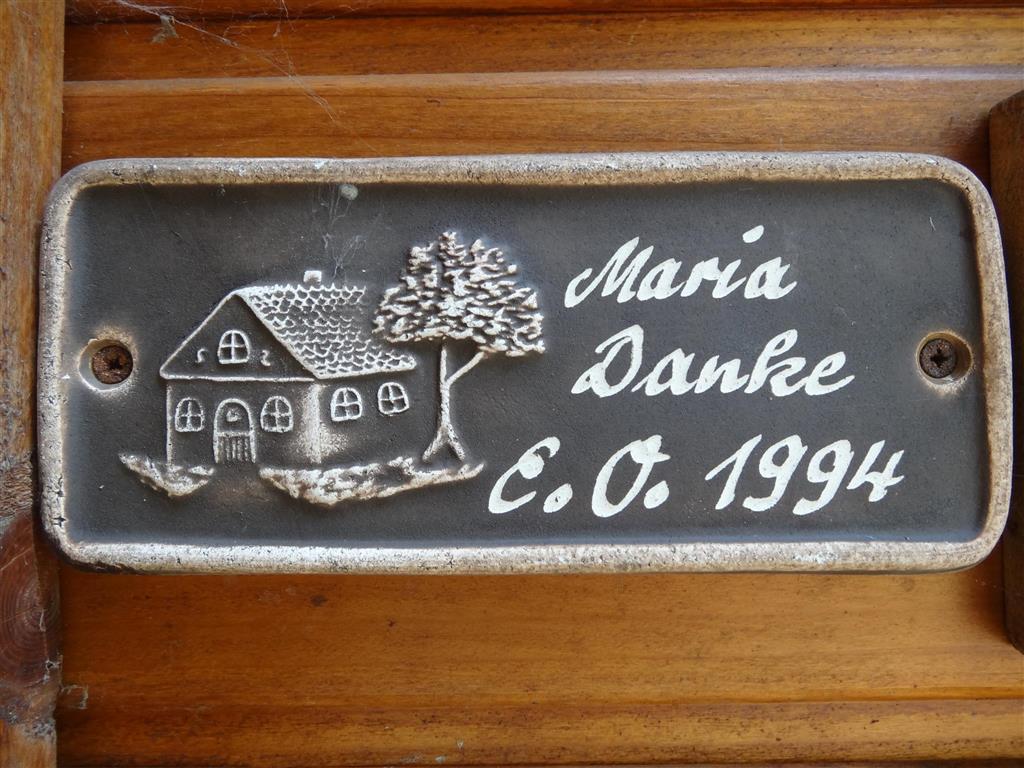 Maria
Danke
E. O. 1994